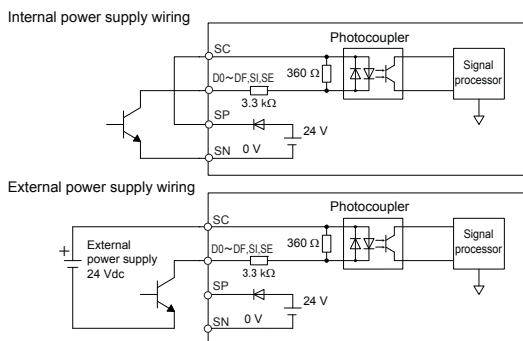 Internal power supply wiring
SC
Photocoupler
D0~DF,SI,SE
360 Ω
3.3 kΩ
Signal
processor
SP
24 V
0 V
SN
External power supply wiring
SC
Photocoupler
+
External
power supply
24 Vdc
D0~DF,SI,SE
360 Ω
3.3 kΩ
Signal
processor
SP
24 V
0 V
SN